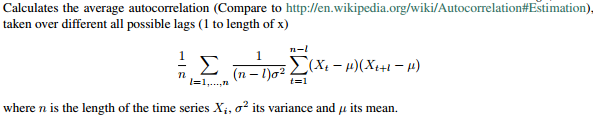 Calculates the average autocorrelation (Compare to http://en.wikipedia.org/wiki/Autocorrelation#Estimation),
taken over different all possible lags (1 to length of x)
$$\frac{1}{n} \sum_{l=1,\ldots,n} \frac{1}{(n-l)\sigma^2} \sum_{t=1}^{n-l} (X_t - \mu)(X_{t+l} - \mu)$$
where n is the length of the time series $X_i$, $\sigma^2$ its variance and $\mu$ its mean.